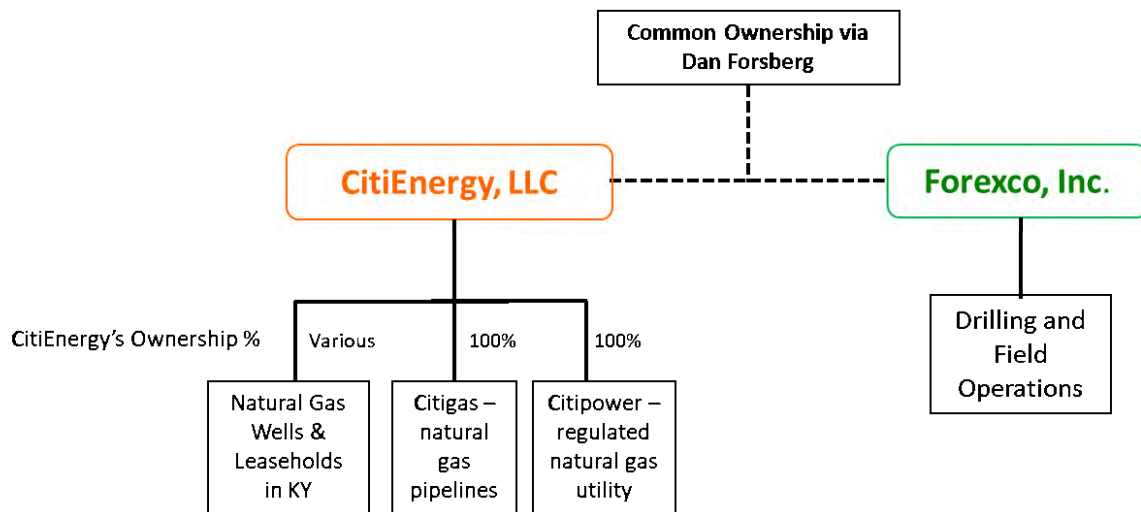 Common Ownership via
Dan Forsberg
CitiEnergy, LLC
Forexco, Inc.
CitiEnergy's Ownership %
Various
100%
100%
Natural Gas
Wells &
Leaseholds
in KY
Citigas –
natural
gas
pipelines
Citipower –
regulated
natural gas
utility
Drilling and
Field
Operations